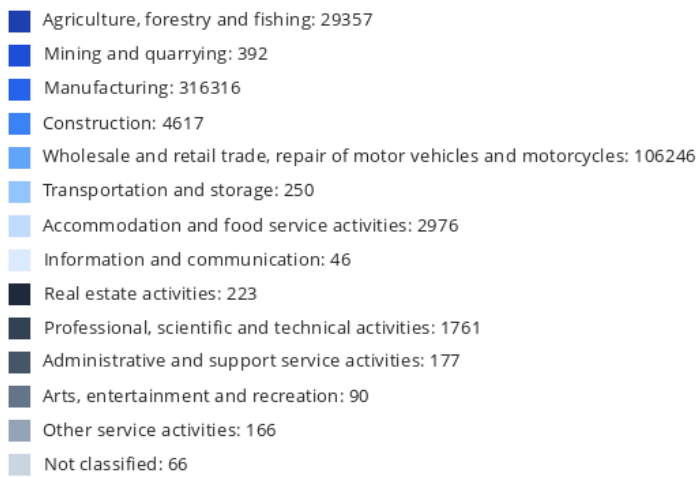 Agriculture, forestry and fishing: 29357
Mining and quarrying: 392
Manufacturing: 316316
Construction: 4617
Wholesale and retail trade, repair of motor vehicles and motorcycles: 106246
Transportation and storage: 250
Accommodation and food service activities: 2976
Information and communication: 46
Real estate activities: 223
Professional, scientific and technical activities: 1761
Administrative and support service activities: 177
Arts, entertainment and recreation: 90
Other service activities: 166
Not classified: 66